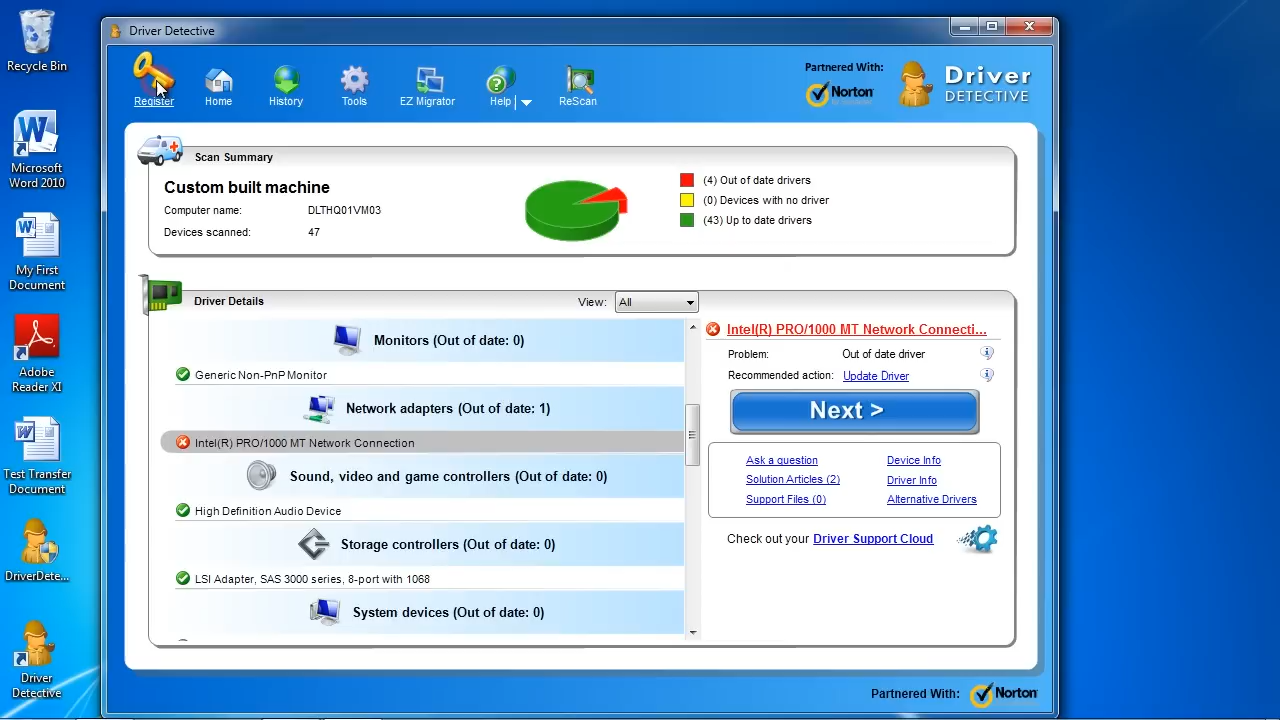 Recycle Bin
Microsoft
Word 2010
My First
Document
Adobe
Reader XI
Test Transfer
Document
DriverDete...
Driver
Detective
Driver Detective
Register
Home
History
Tools
EZ Migrator
Help
ReScan
Partnered With:
Norton
Driver
DETECTIVE
Scan Summary
Custom built machine
Computer name: DLTHQ01VM03
Devices scanned: 47
(4) Out of date drivers
(0) Devices with no driver
(43) Up to date drivers
Driver Details
View: All
Monitors (Out of date: 0)
Generic Non-PnP Monitor
Network adapters (Out of date: 1)
Intel(R) PRO/1000 MT Network Connection
Sound, video and game controllers (Out of date: 0)
High Definition Audio Device
Storage controllers (Out of date: 0)
LSI Adapter, SAS 3000 series, 8-port with 1068
System devices (Out of date: 0)
Intel(R) PRO/1000 MT Network Connecti...
Problem: Out of date driver
Recommended action: Update Driver
Next >
Ask a question
Device Info
Solution Articles (2)
Driver Info
Support Files (0)
Alternative Drivers
Check out your Driver Support Cloud
Partnered With:
Norton